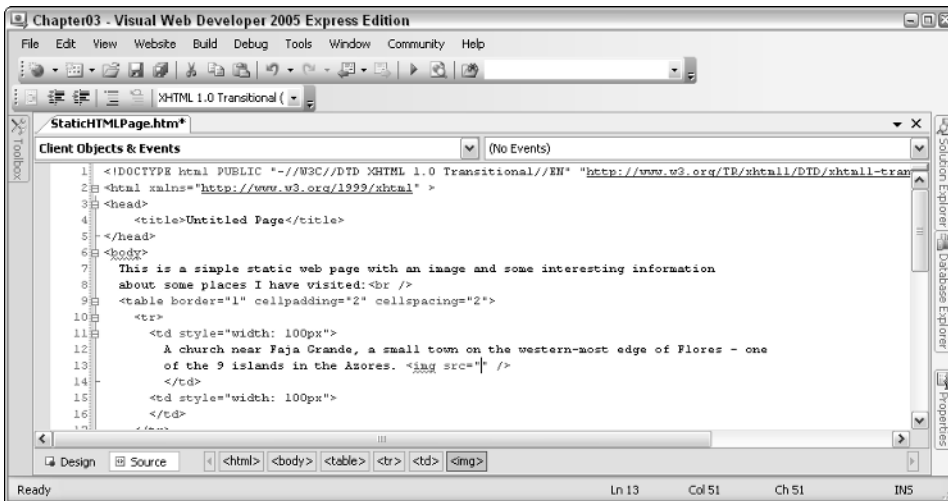 Chapter03 - Visual Web Developer 2005 Express Edition
File Edit View Website Build Debug Tools Window Community Help
XHTML 1.0 Transitional (
Toolbox
StaticHTMLPage.htm*
Client Objects & Events
(No Events)
1 <!DOCTYPE html PUBLIC "-//W3C//DTD XHTML 1.0 Transitional//EN" "http://www.w3.org/TR/xhtml1/DTD/xhtml1-tran
2 <html xmlns="http://www.w3.org/1999/xhtml" >
3 <head>
4 <title>Untitled Page</title>
5 </head>
6 <body>
7 This is a simple static web page with an image and some interesting information
8 about some places I have visited:<br />
9 <table border="1" cellpadding="2" cellspacing="2">
10 <tr>
11 <td style="width: 100px">
12 A church near Faja Grande, a small town on the western-most edge of Flores - one
13 of the 9 islands in the Azores. <img src="" />
14 </td>
15 <td style="width: 100px">
16 </td>
17
Solution Explorer
Database Explorer
Properties
Design Source <html> <body> <table> <tr> <td> <img>
Ready Ln 13 Col 51 Ch 51 INS